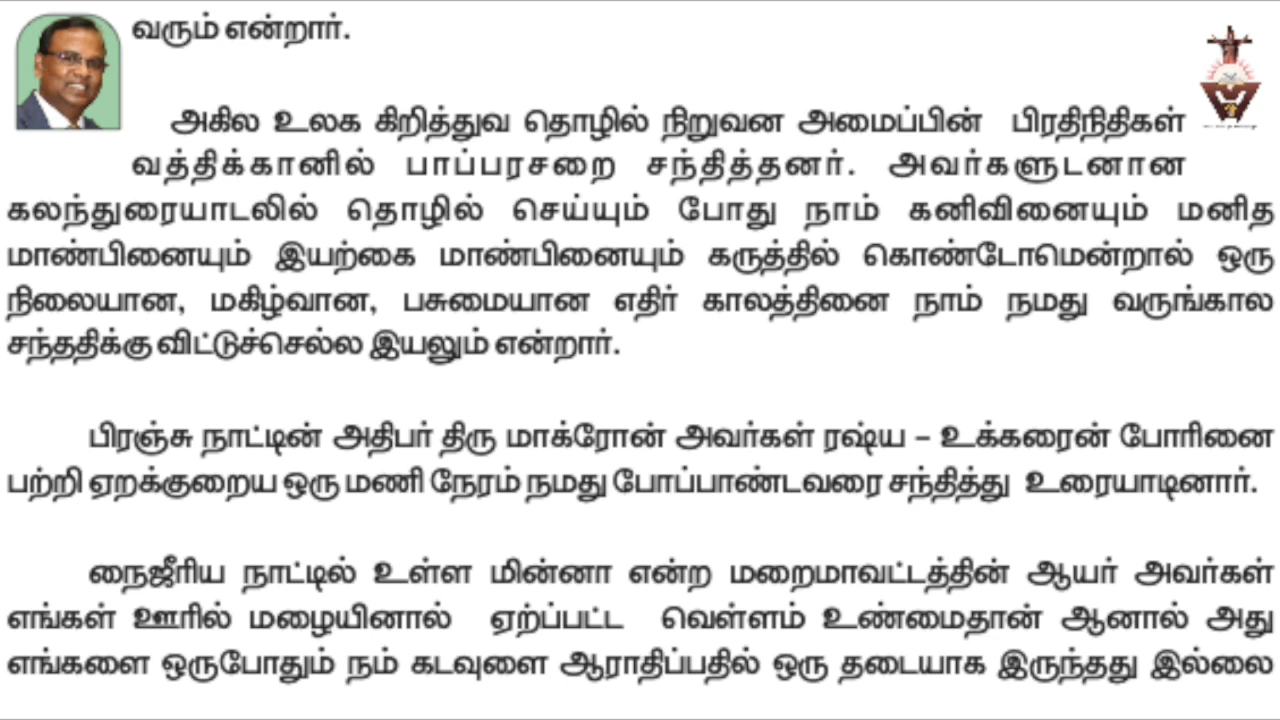 வரும் என்றார்.
அகில உலக கிறித்துவ தொழில் நிறுவன அமைப்பின் பிரதிநிதிகள்
வத்திக்கானில் பாப்பரசறை சந்தித்தனர். அவர்களுடனான
கலந்துரையாடலில் தொழில் செய்யும் போது நாம் கனிவினையும் மனித
மாண்பினையும் இயற்கை மாண்பினையும் கருத்தில் கொண்டோமென்றால் ஒரு
நிலையான, மகிழ்வான, பசுமையான எதிர் காலத்தினை நாம் நமது வருங்கால
சந்ததிக்கு விட்டுச்செல்ல இயலும் என்றார்.
பிரஞ்சு நாட்டின் அதிபர் திரு மாக்ரோன் அவர்கள் ரஷ்ய – உக்கரைன் போரினை
பற்றி ஏறக்குறைய ஒரு மணி நேரம் நமது போப்பாண்டவரை சந்தித்து உரையாடினார்.
நைஜீரிய நாட்டில் உள்ள மின்னா என்ற மறைமாவட்டத்தின் ஆயர் அவர்கள்
எங்கள் ஊரில் மழையினால் ஏற்ப்பட்ட வெள்ளம் உண்மைதான் ஆனால் அது
எங்களை ஒருபோதும் நம் கடவுளை ஆராதிப்பதில் ஒரு தடையாக இருந்தது இல்லை